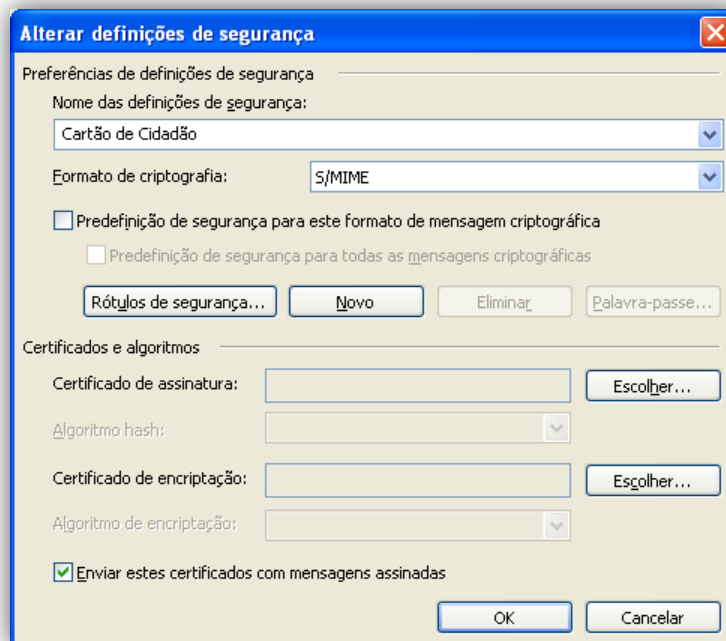 Alterar definições de segurança
Preferências de definições de segurança
Nome das definições de segurança:
Cartão de Cidadão
Formato de criptografia: S/MIME
Predefinição de segurança para este formato de mensagem criptográfica
Predefinição de segurança para todas as mensagens criptográficas
Rótulos de segurança... Novo Eliminar Palavra-passe...
Certificados e algoritmos
Certificado de assinatura: Escolher...
Algoritmo hash:
Certificado de encriptação: Escolher...
Algoritmo de encriptação:
Enviar estes certificados com mensagens assinadas
OK Cancelar